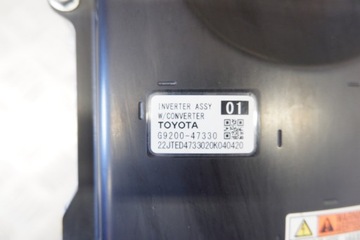 INVERTER ASSY 01
W/CONVERTER
TOYOTA
G9200-47330
22JTED4733020K040420